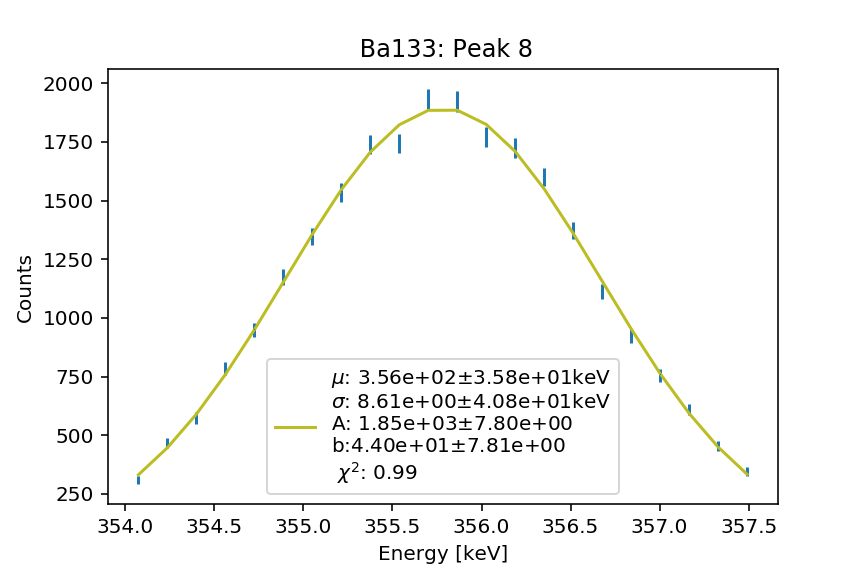 Ba133: Peak 8
Counts
2000
1750
1500
1250
1000
750
500
250
μ: 3.56e+02±3.58e+01keV
σ: 8.61e+00±4.08e+01keV
A: 1.85e+03±7.80e+00
b:4.40e+01±7.81e+00
χ²: 0.99
354.0 354.5 355.0 355.5 356.0 356.5 357.0 357.5
Energy [keV]